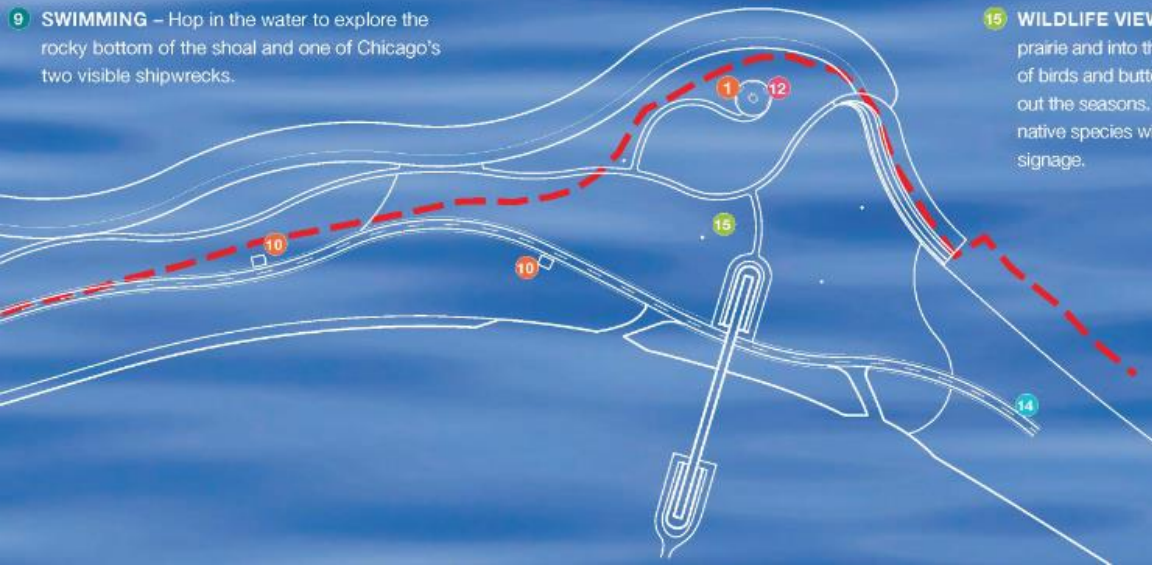 9 SWIMMING – Hop in the water to explore the
rocky bottom of the shoal and one of Chicago's
two visible shipwrecks.
15 WILDLIFE VIEW
prairie and into th
of birds and butt
out the seasons.
native species w
signage.
1 12
15
10
10
14